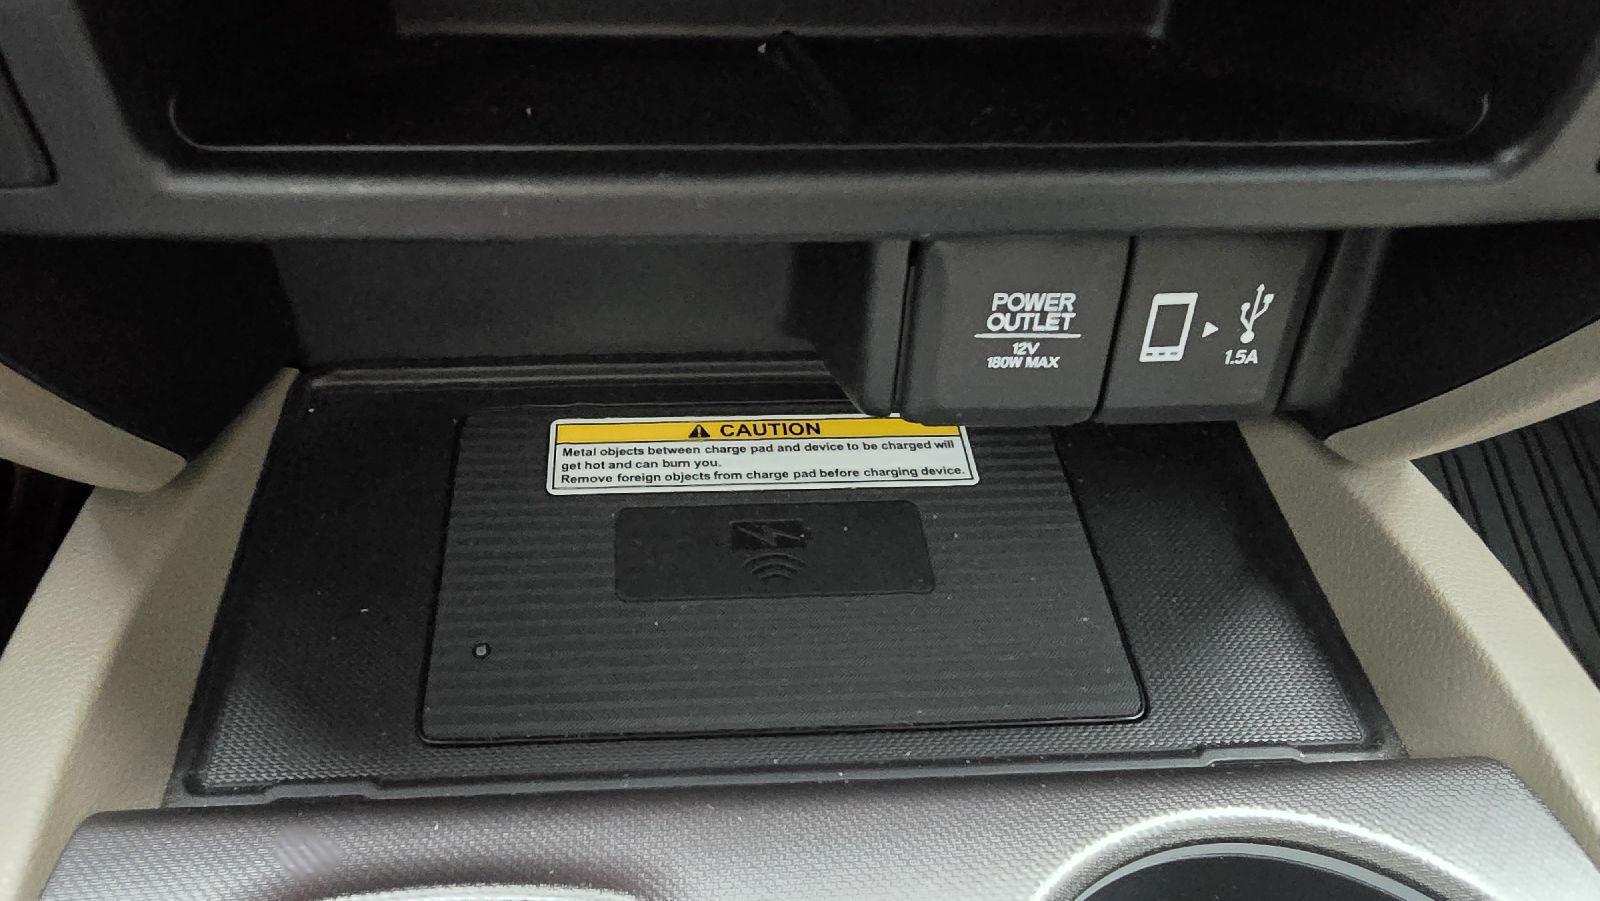 POWER
OUTLET
12V
180W MAX
1.5A
CAUTION
Metal objects between charge pad and device to be charged will
get hot and can burn you.
Remove foreign objects from charge pad before charging device.